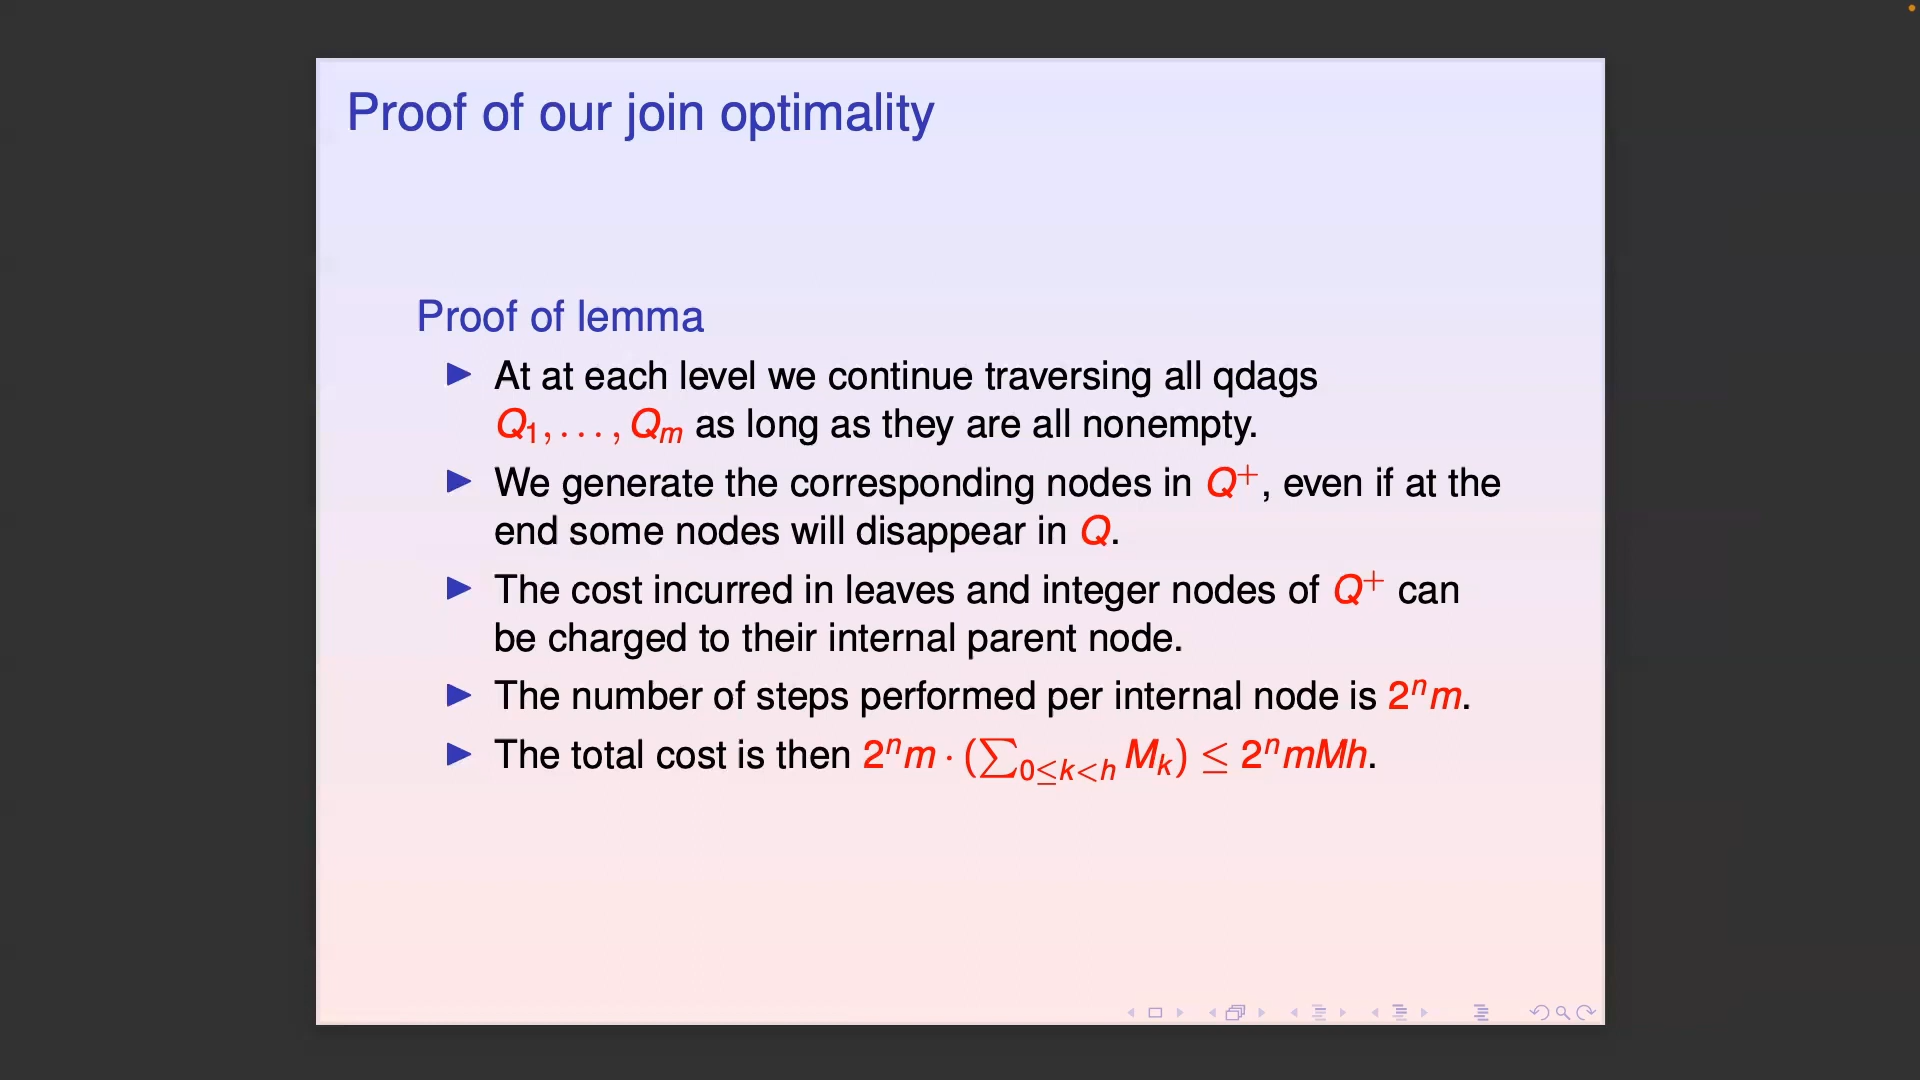 Proof of our join optimality
Proof of lemma
At at each level we continue traversing all qdags
Q₁, . . . , Qₘ as long as they are all nonempty.
We generate the corresponding nodes in Q⁺, even if at the
end some nodes will disappear in Q.
The cost incurred in leaves and integer nodes of Q⁺ can
be charged to their internal parent node.
The number of steps performed per internal node is 2ⁿm.
The total cost is then 2ⁿm · (∑_{0≤k<h} Mₖ) ≤ 2ⁿmMh.